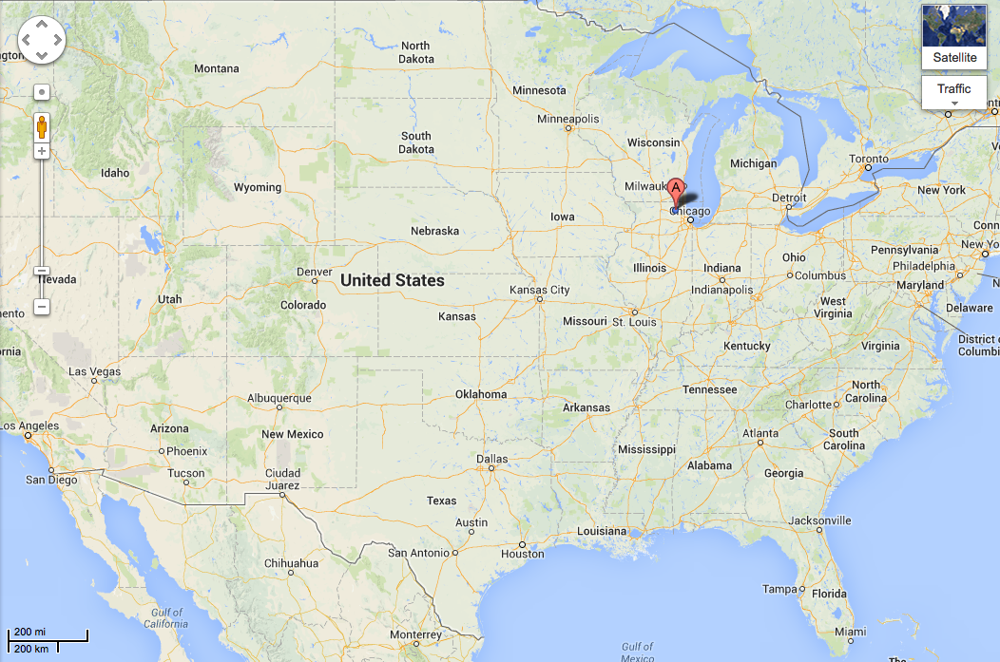 North
Dakota
Montana
Satellite
Traffic
Minnesota
Minneapolis
South
Dakota
Wisconsin
Toronto
Michigan
Idaho
Wyoming
A
Detroit
New York
Chicago
Iowa
Nebraska
Pennsylvania
Ohio
Philadelphia
Illinois
Indiana
Denver
United States
Nevada
Columbus
Maryland
Kansas City
Indianapolis
Utah
Colorado
West
Virginia
Delaware
Kansas
Missouri
St. Louis
Kentucky
Virginia
District
Las Vegas
Tennessee
North
Carolina
Albuquerque
Oklahoma
Arkansas
Charlotte
Los Angeles
Arizona
New Mexico
Atlanta
South
Carolina
Phoenix
Mississippi
Dallas
Alabama
Georgia
Tucson
Ciudad
Juarez
San Diego
Texas
Austin
Jacksonville
Louisiana
San Antonio
Houston
Chihuahua
Tampa
Florida
Gulf of
California
Miami
200 mi
Monterrey
200 km
Gulf of
Mexico
The